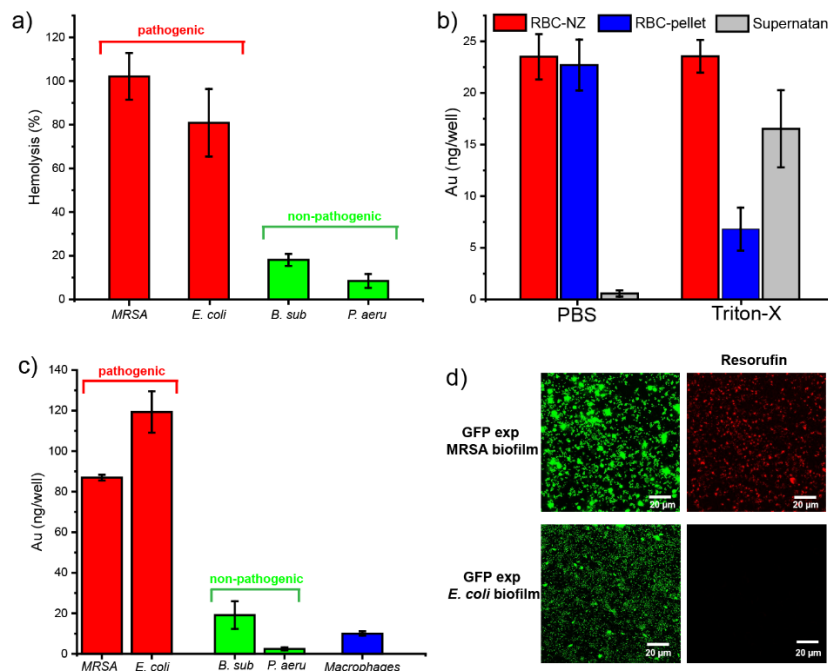 a)
pathogenic
Hemolysis (%)
120
100
80
60
40
20
0
non-pathogenic
MRSA E. coli B. sub P. aeru
b)
RBC-NZ RBC-pellet Supernatan
Au (ng/well)
25
20
15
10
5
0
PBS Triton-X
c)
pathogenic
Au (ng/well)
140
120
100
80
60
40
20
0
non-pathogenic
MRSA E. coli B. sub P. aeru Macrophages
d)
Resorufin
GFP exp
MRSA biofilm
20 µm 20 µm
GFP exp
E. coli biofilm
20 µm 20 µm